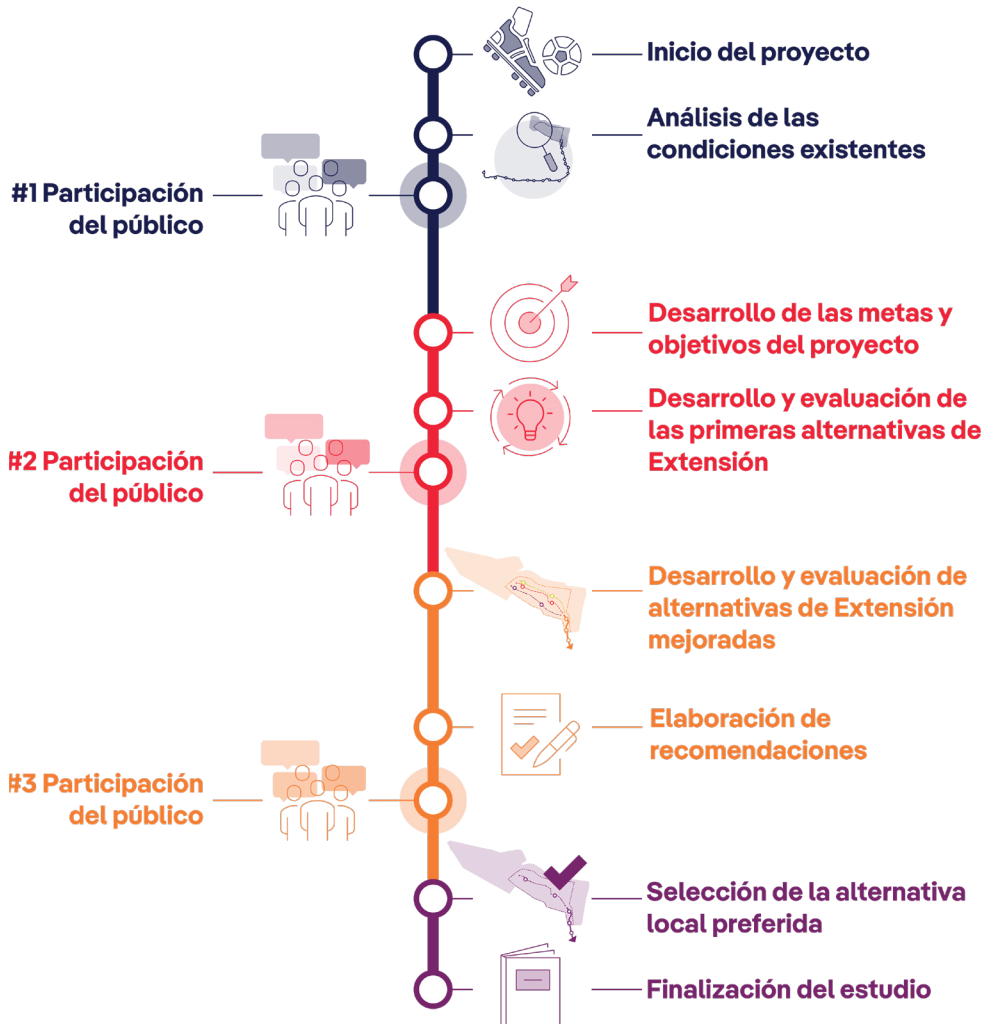 Inicio del proyecto
Análisis de las
condiciones existentes
#1 Participación
del público
Desarrollo de las metas y
objetivos del proyecto
Desarrollo y evaluación de
las primeras alternativas de
Extensión
#2 Participación
del público
Desarrollo y evaluación de
alternativas de Extensión
mejoradas
Elaboración de
recomendaciones
#3 Participación
del público
Selección de la alternativa
local preferida
Finalización del estudio